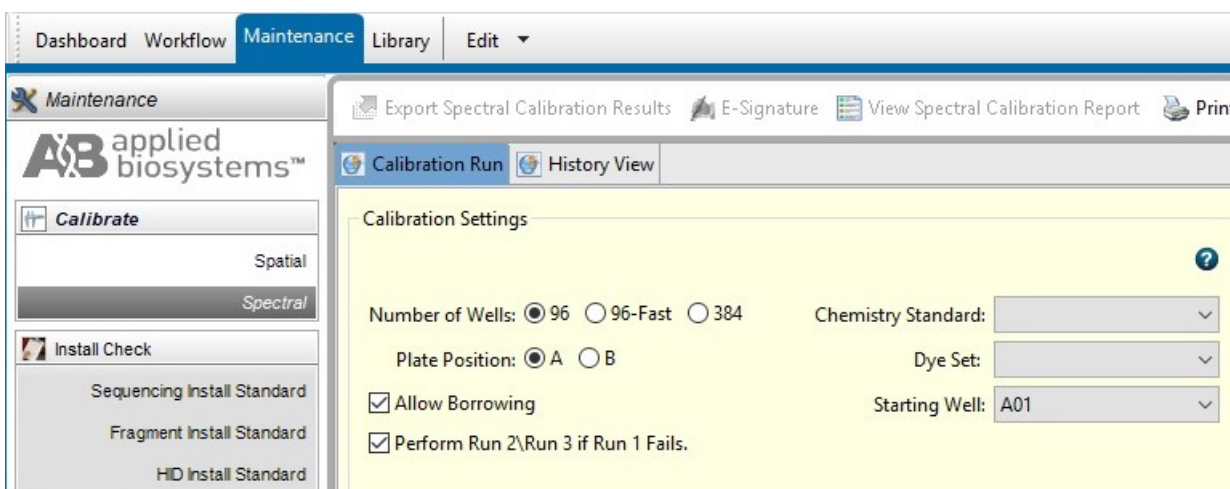 Dashboard Workflow Maintenance Library Edit
Maintenance
Export Spectral Calibration Results E-Signature View Spectral Calibration Report Prin
AB applied biosystems™
Calibration Run History View
Calibrate
Calibration Settings
Spatial
Spectral
Number of Wells: 96 96-Fast 384 Chemistry Standard:
Install Check
Plate Position: A B Dye Set:
Sequencing Install Standard
Allow Borrowing Starting Well: A01
Fragment Install Standard
Perform Run 2\Run 3 if Run 1 Fails.
HID Install Standard